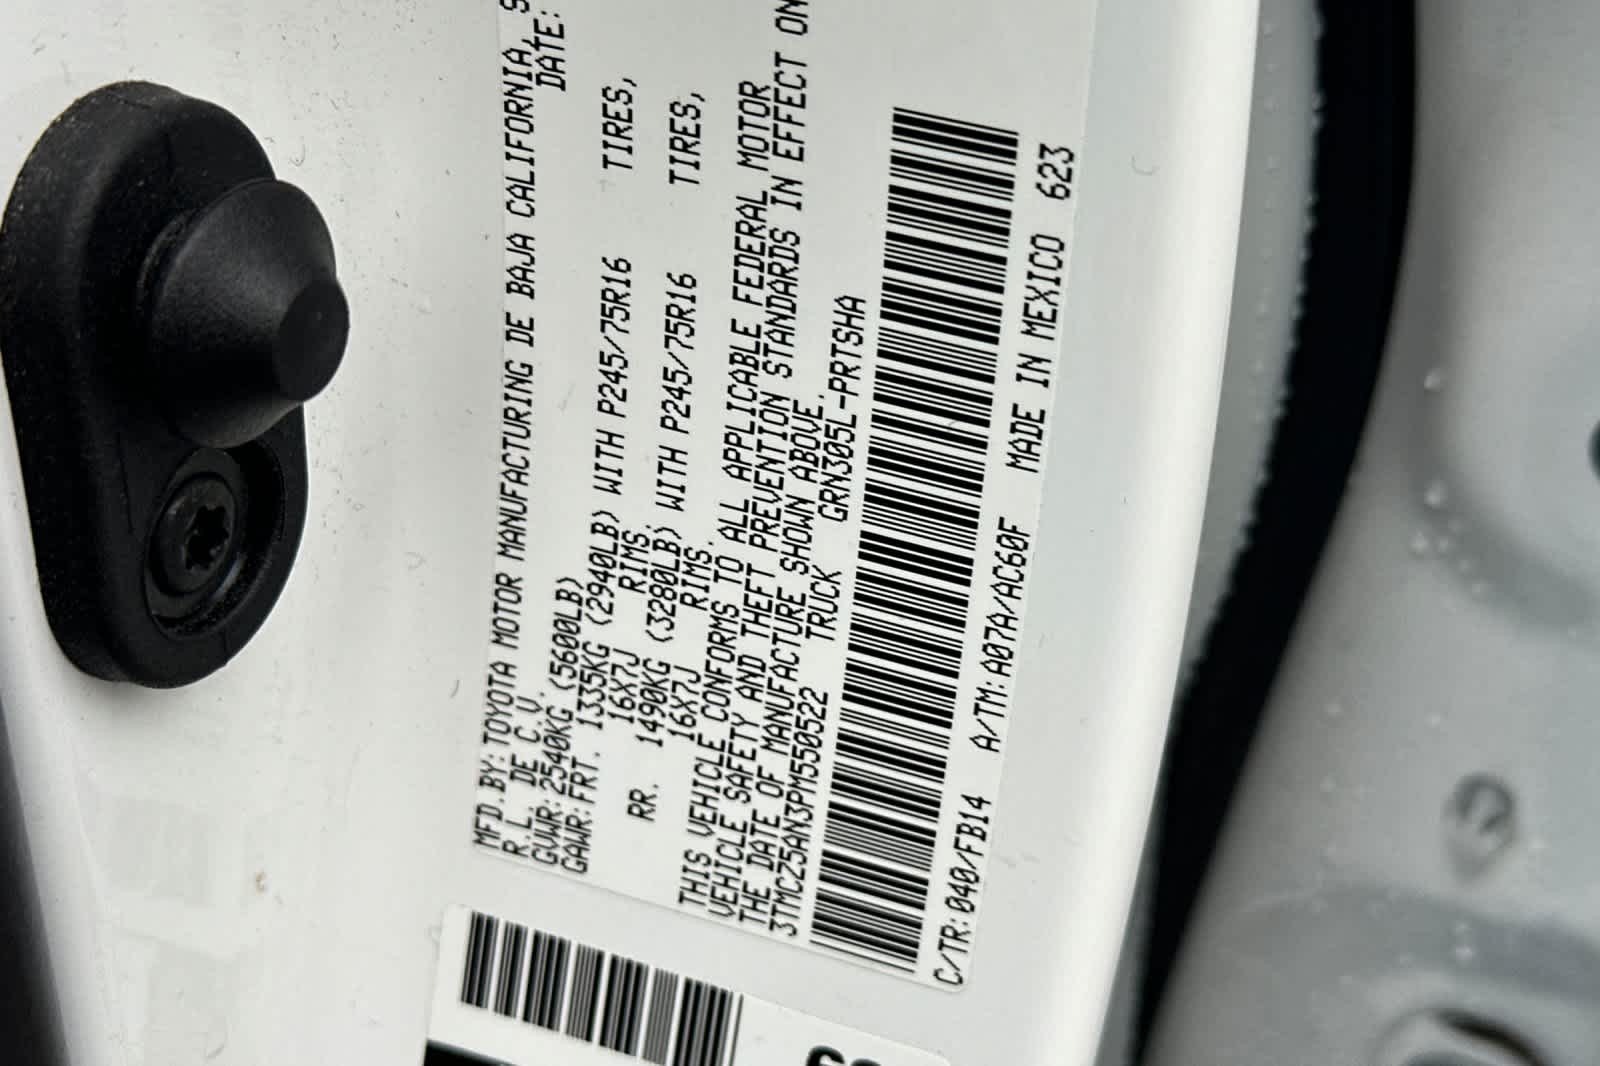 MFD.BY:TOYOTA MOTOR MANUFACTURING DE BAJA CALIFORNIA, S
R.L. DE C.V. DATE:
GVWR:2540KG (5600LB)
GAWR:FRT. 1335KG (2940LB) WITH P245/75R16 TIRES,
16X7J RIMS.
RR. 1490KG (3280LB) WITH P245/75R16 TIRES,
16X7J RIMS.
THIS VEHICLE CONFORMS TO ALL APPLICABLE FEDERAL MOTOR
VEHICLE SAFETY AND THEFT PREVENTION STANDARDS IN EFFECT ON
THE DATE OF MANUFACTURE SHOWN ABOVE.
3TMCZ5AN3PM550522 TRUCK GRN305L-PRTSHA
C/TR:040/FB14 A/TM:A07A/AC60F MADE IN MEXICO 623